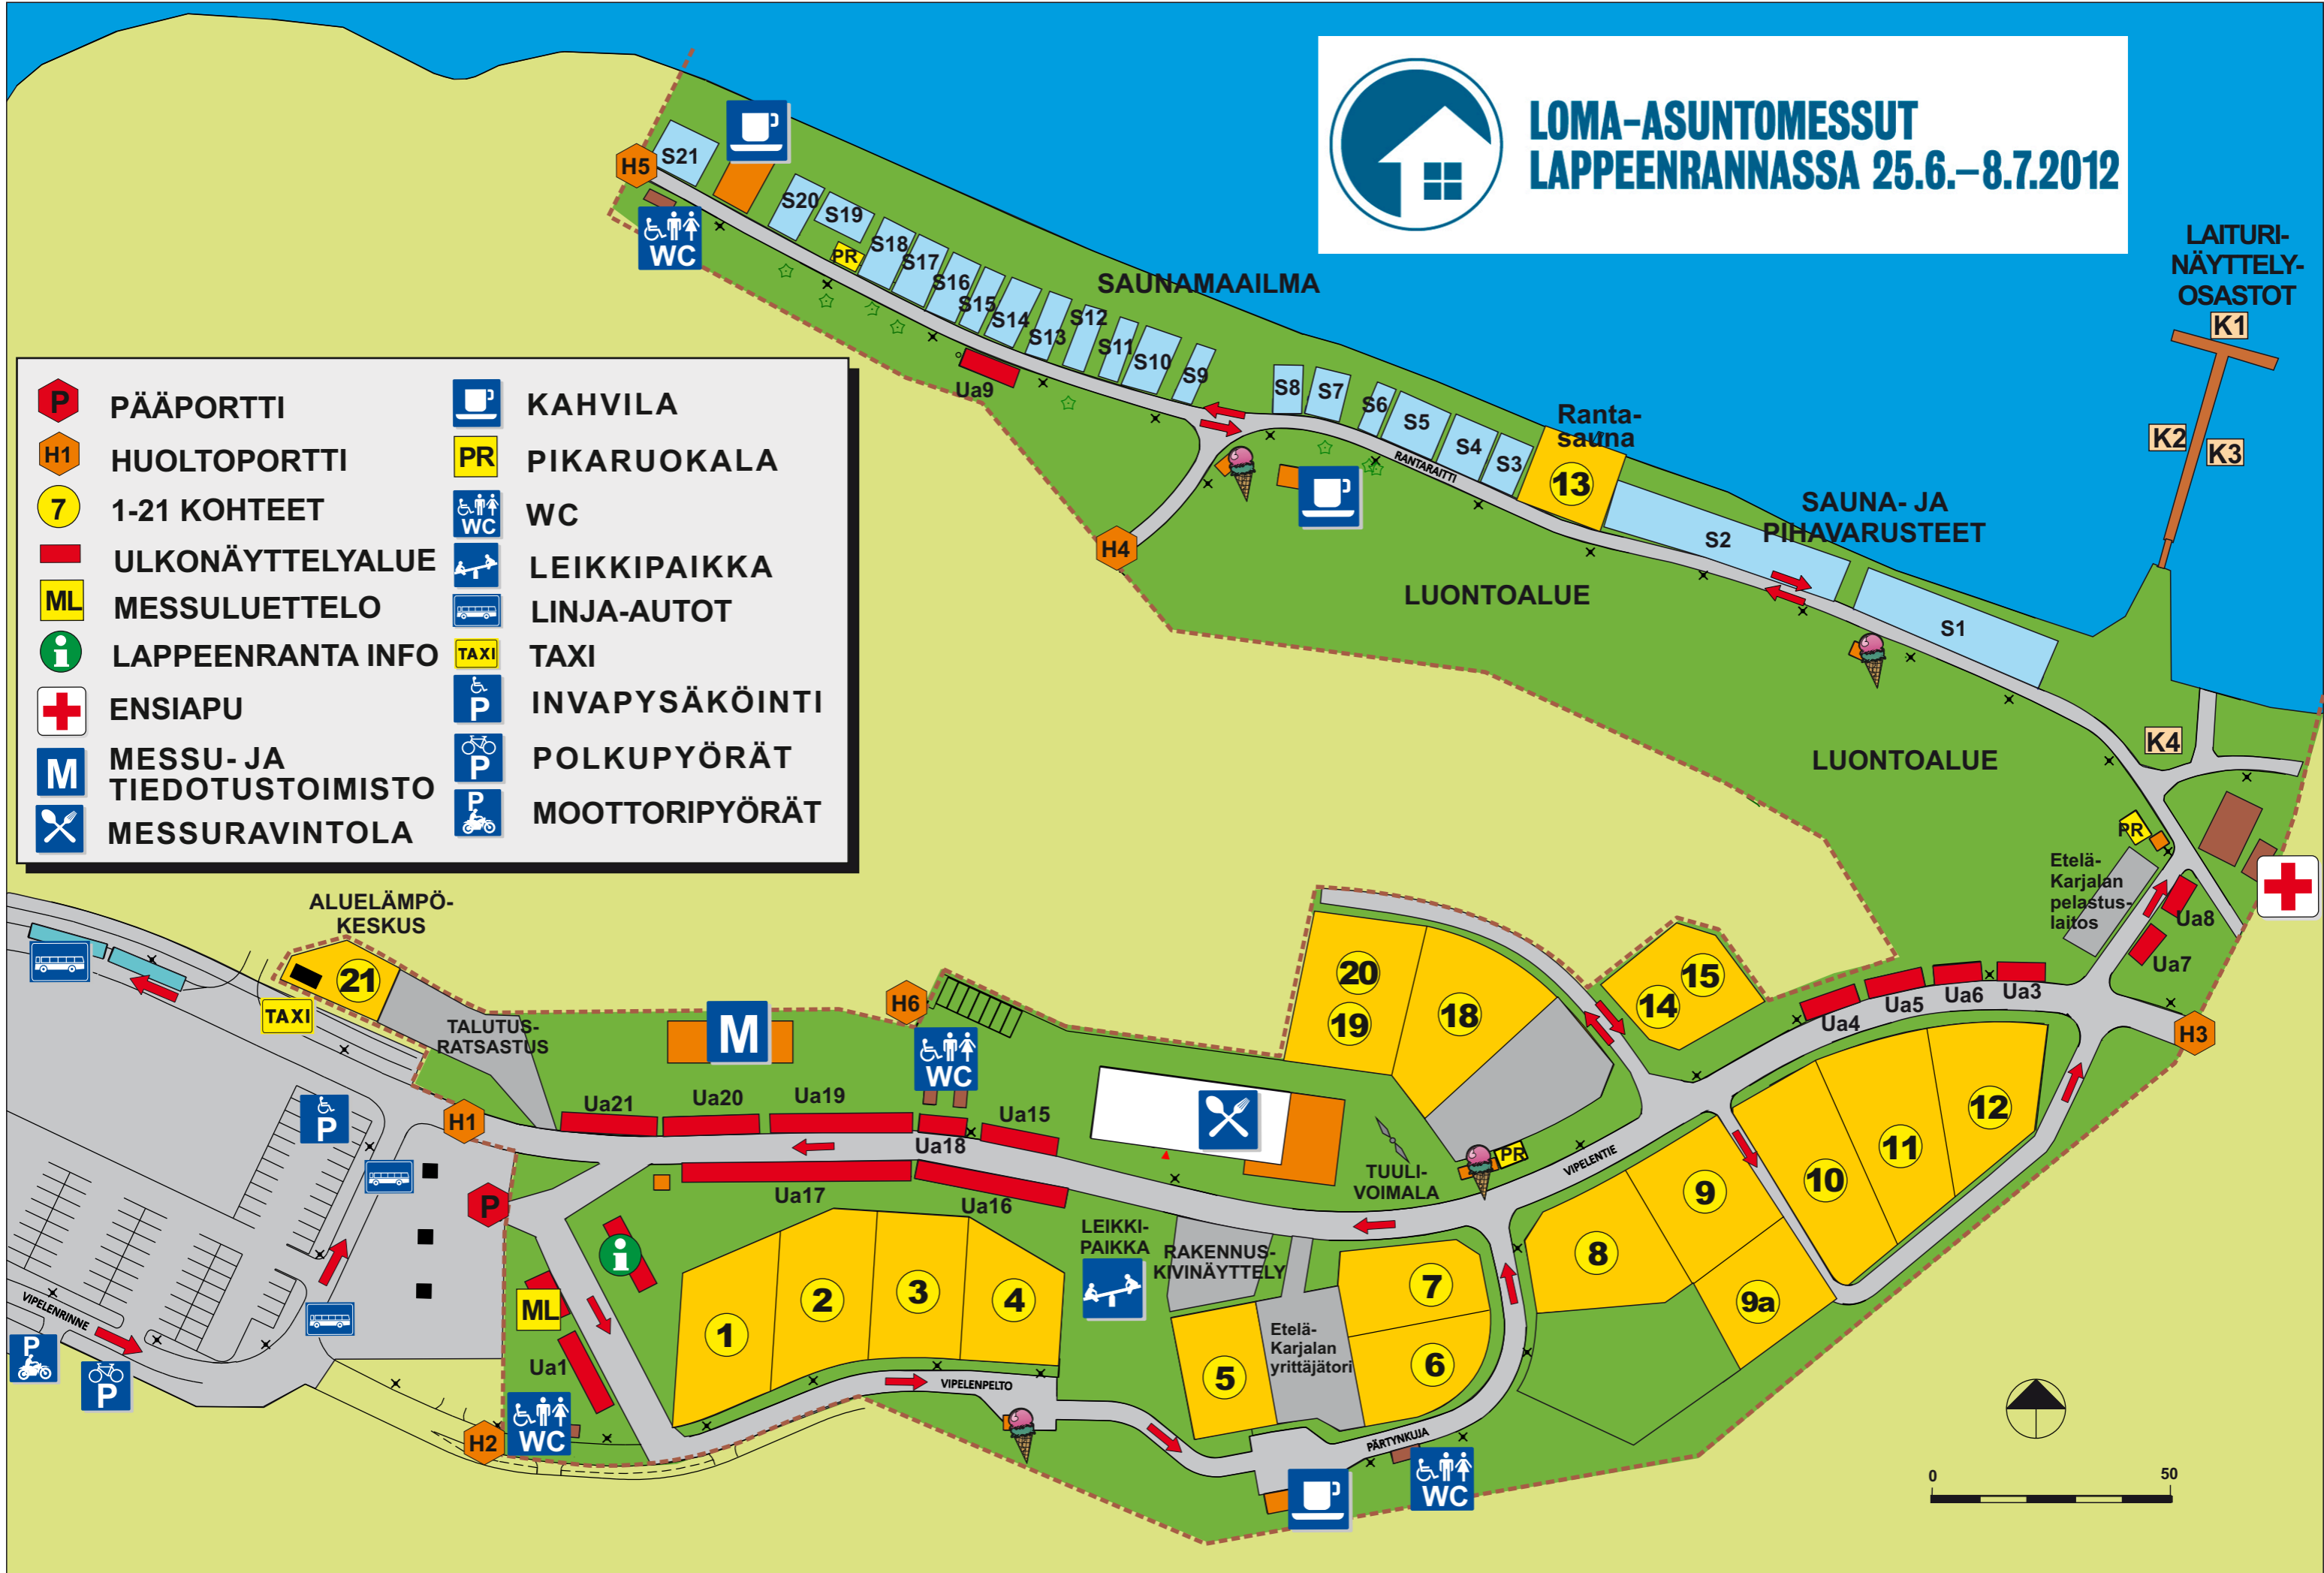 LOMA-ASUNTOMESSUT
LAPPEENRANNASSA 25.6.–8.7.2012
LAITURI-
NÄYTTELY-
OSASTOT
K1
K2
K3
K4
H5
S21
WC
S20
S19
PR
S18
S17
S16
S15
S14
S13
S12
S11
S10
S9
SAUNAMAAILMA
Ua9
S8
S7
S6
S5
S4
S3
RANTARAITTI
Ranta-
sauna
13
S2
SAUNA- JA
PIHAVARUSTEET
S1
H4
LUONTOALUE
LUONTOALUE
P PÄÄPORTTI
H1 HUOLTOPORTTI
7 1-21 KOHTEET
ULKONÄYTTELYALUE
ML MESSULUETTELO
i LAPPEENRANTA INFO
ENSIAPU
M MESSU- JA
TIEDOTUSTOIMISTO
MESSURAVINTOLA
KAHVILA
PR PIKARUOKALA
WC WC
LEIKKIPAIKKA
LINJA-AUTOT
TAXI TAXI
P INVAPYSÄKÖINTI
P POLKUPYÖRÄT
P MOOTTORIPYÖRÄT
PR
Etelä-
Karjalan
pelastus-
laitos
Ua8
Ua7
H3
ALUELÄMPÖ-
KESKUS
21
TAXI
TALUTUS-
RATSASTUS
M
H6
WC
20
19
18
15
14
Ua4
Ua5
Ua6
Ua3
P
H1
Ua21
Ua20
Ua19
Ua18
Ua15
Ua17
Ua16
P
i
ML
Ua1
WC
H2
VIPELENRINNE
P
P
1
2
3
4
VIPELENPELTO
LEIKKI-
PAIKKA
RAKENNUS-
KIVINÄYTTELY
TUULI-
VOIMALA
PR
VIPELENTIE
5
Etelä-
Karjalan
yrittäjätori
7
6
PÄRTYNKUJA
WC
8
9
9a
10
11
12
0 50